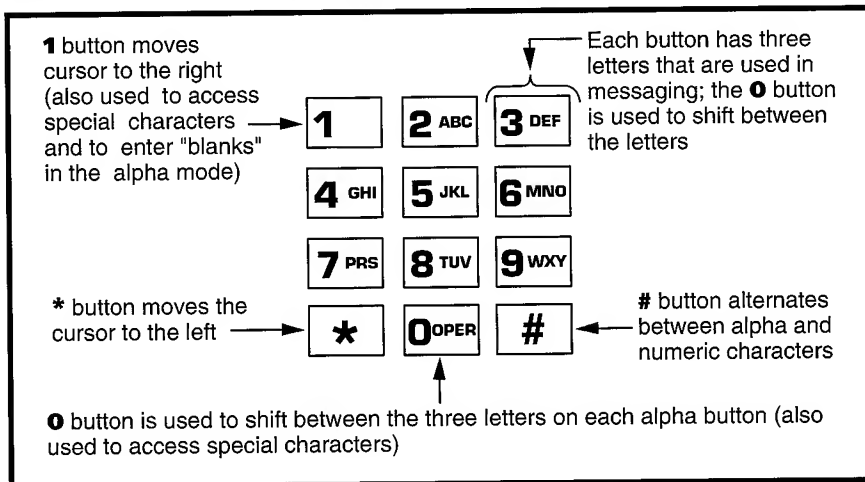 1 button moves
cursor to the right
(also used to access
special characters
and to enter "blanks"
in the alpha mode)
Each button has three
letters that are used in
messaging; the 0 button
is used to shift between
the letters
1
2 ABC
3 DEF
4 GHI
5 JKL
6 MNO
7 PRS
8 TUV
9 WXY
* button moves the
cursor to the left
*
0 OPER
#
# button alternates
between alpha and
numeric characters
0 button is used to shift between the three letters on each alpha button (also
used to access special characters)